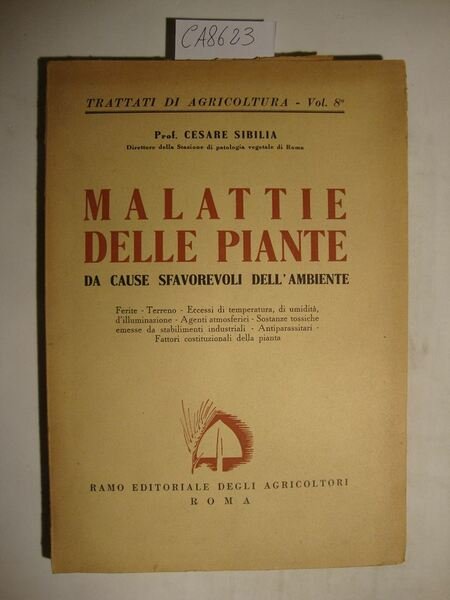 CA8623
TRATTATI DI AGRICOLTURA - Vol. 8º
Prof. CESARE SIBILIA
Direttore della Stazione di patologia vegetale di Roma
MALATTIE
DELLE PIANTE
DA CAUSE SFAVOREVOLI DELL'AMBIENTE
Ferite - Terreno - Eccessi di temperatura, di umidità,
d'illuminazione - Agenti atmosferici - Sostanze tossiche
emesse da stabilimenti industriali - Antiparassitari -
Fattori costituzionali della pianta
RAMO EDITORIALE DEGLI AGRICOLTORI
ROMA